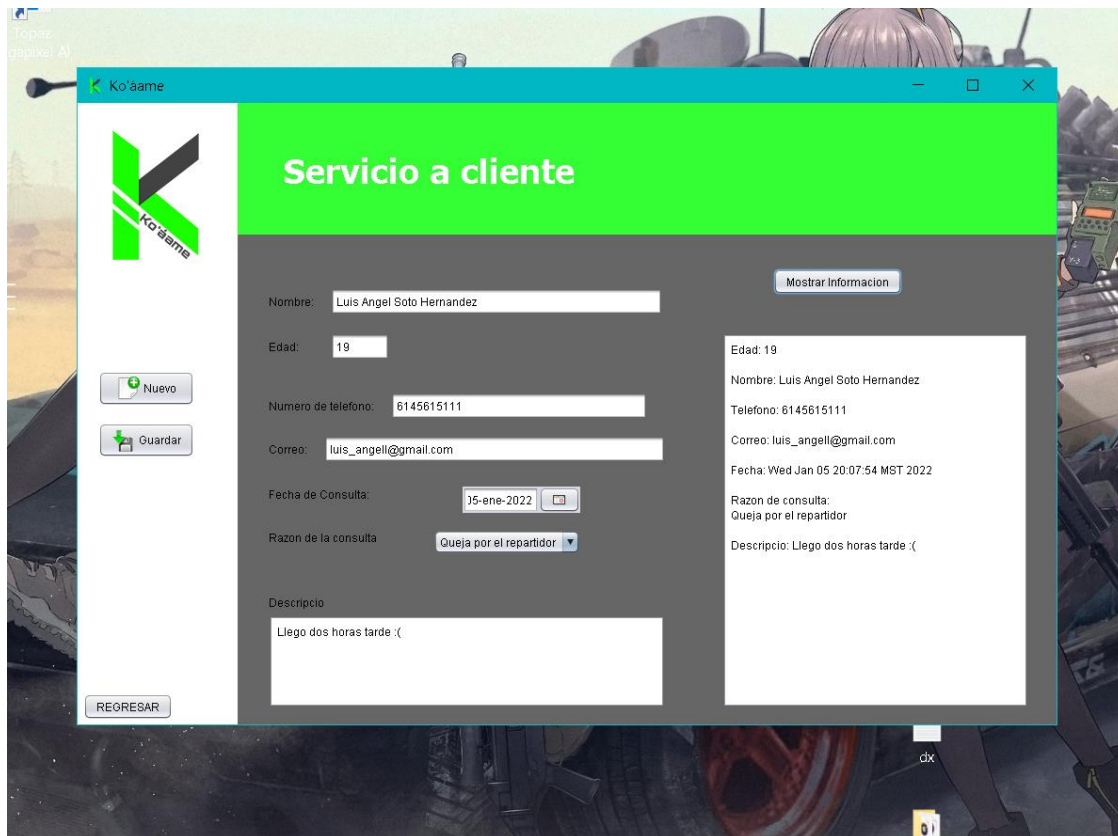 Topaz
Ko'áame
Servicio a cliente
Ko'áame
Mostrar Informacion
Nombre:
Luis Angel Soto Hernandez
Edad:
19
Numero de telefono:
6145615111
Correo:
luis_angell@gmail.com
Fecha de Consulta:
05-ene-2022
Razon de la consulta
Queja por el repartidor
Descripcio
Llego dos horas tarde :(
Edad: 19
Nombre: Luis Angel Soto Hernandez
Telefono: 6145615111
Correo: luis_angell@gmail.com
Fecha: Wed Jan 05 20:07:54 MST 2022
Razon de consulta:
Queja por el repartidor
Descripcio: Llego dos horas tarde :(
Nuevo
Guardar
REGRESAR
dx